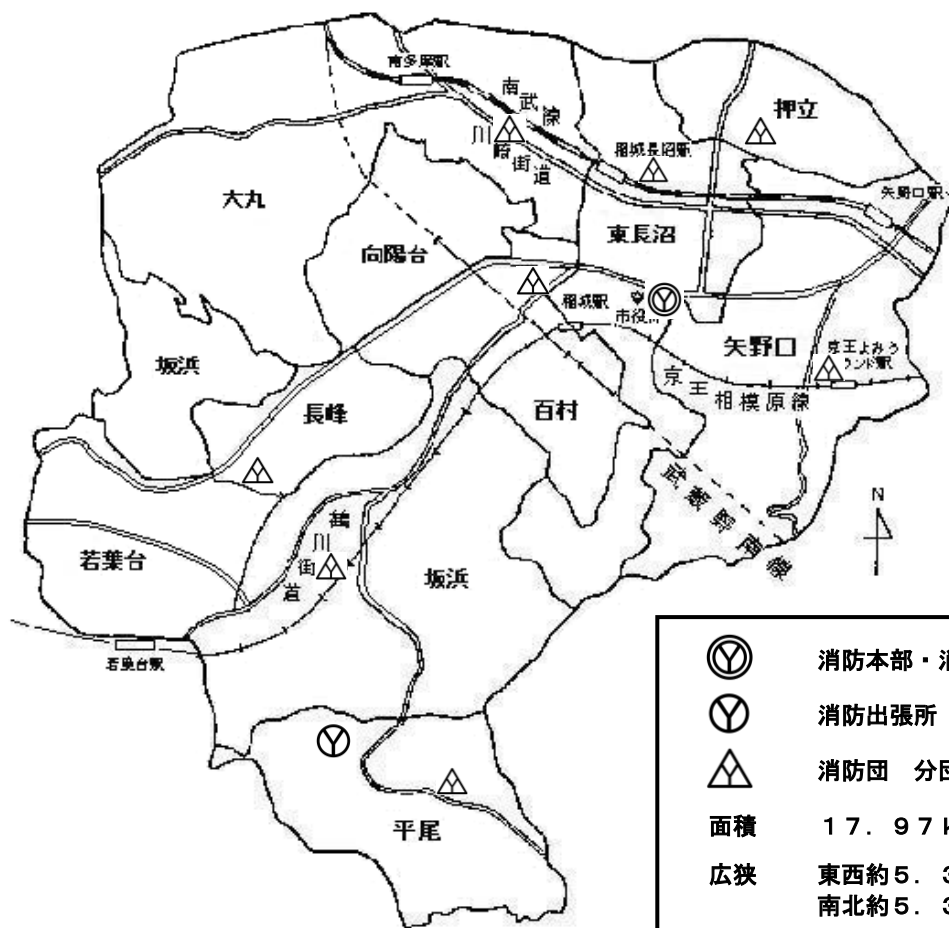 南多摩駅
南武線
川崎街道
押立
稲城長沼駅
矢野口駅
大丸
東長沼
向陽台
稲城駅
市役所
矢野口
京王よみうり
ランド駅
京王相模原線
坂浜
長峰
百村
武蔵野南線
N
鶴川街道
若葉台
坂浜
若葉台駅
平尾
消防本部・消
消防出張所
消防団 分団
面積 17.97k
広狭 東西約5.3
南北約5.3